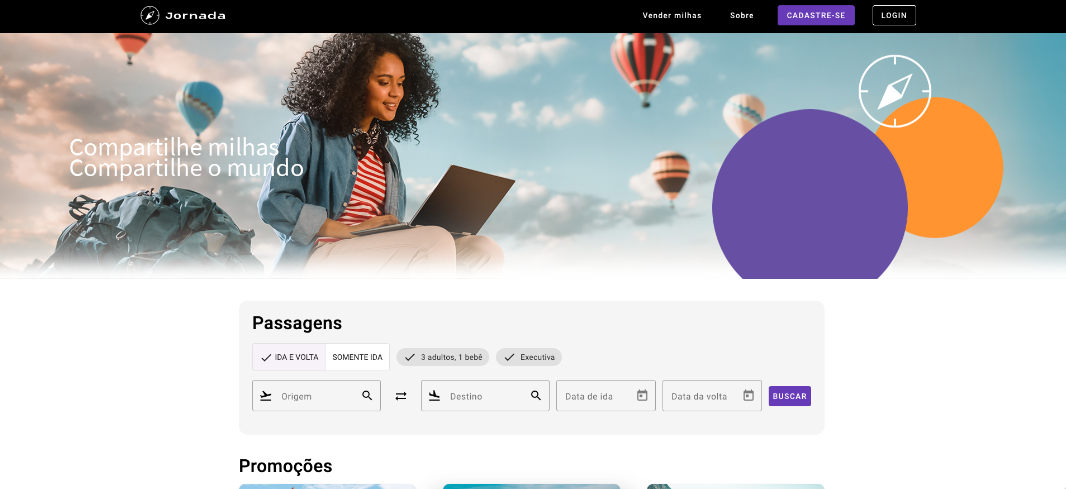 Jornada
Vender milhas
Sobre
CADASTRE-SE
LOGIN
Compartilhe milhas
Compartilhe o mundo
Passagens
IDA E VOLTA
SOMENTE IDA
3 adultos, 1 bebê
Executiva
Origem
Destino
Data de ida
Data da volta
BUSCAR
Promoções